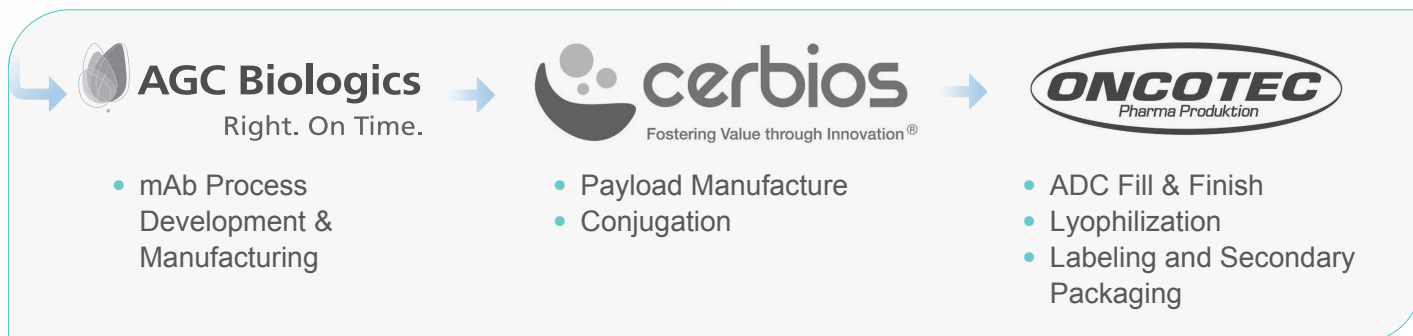 AGC Biologics
Right. On Time.
• mAb Process
Development &
Manufacturing
cerbios
Fostering Value through Innovation®
• Payload Manufacture
• Conjugation
ONCOTEC
Pharma Produktion
• ADC Fill & Finish
• Lyophilization
• Labeling and Secondary
Packaging